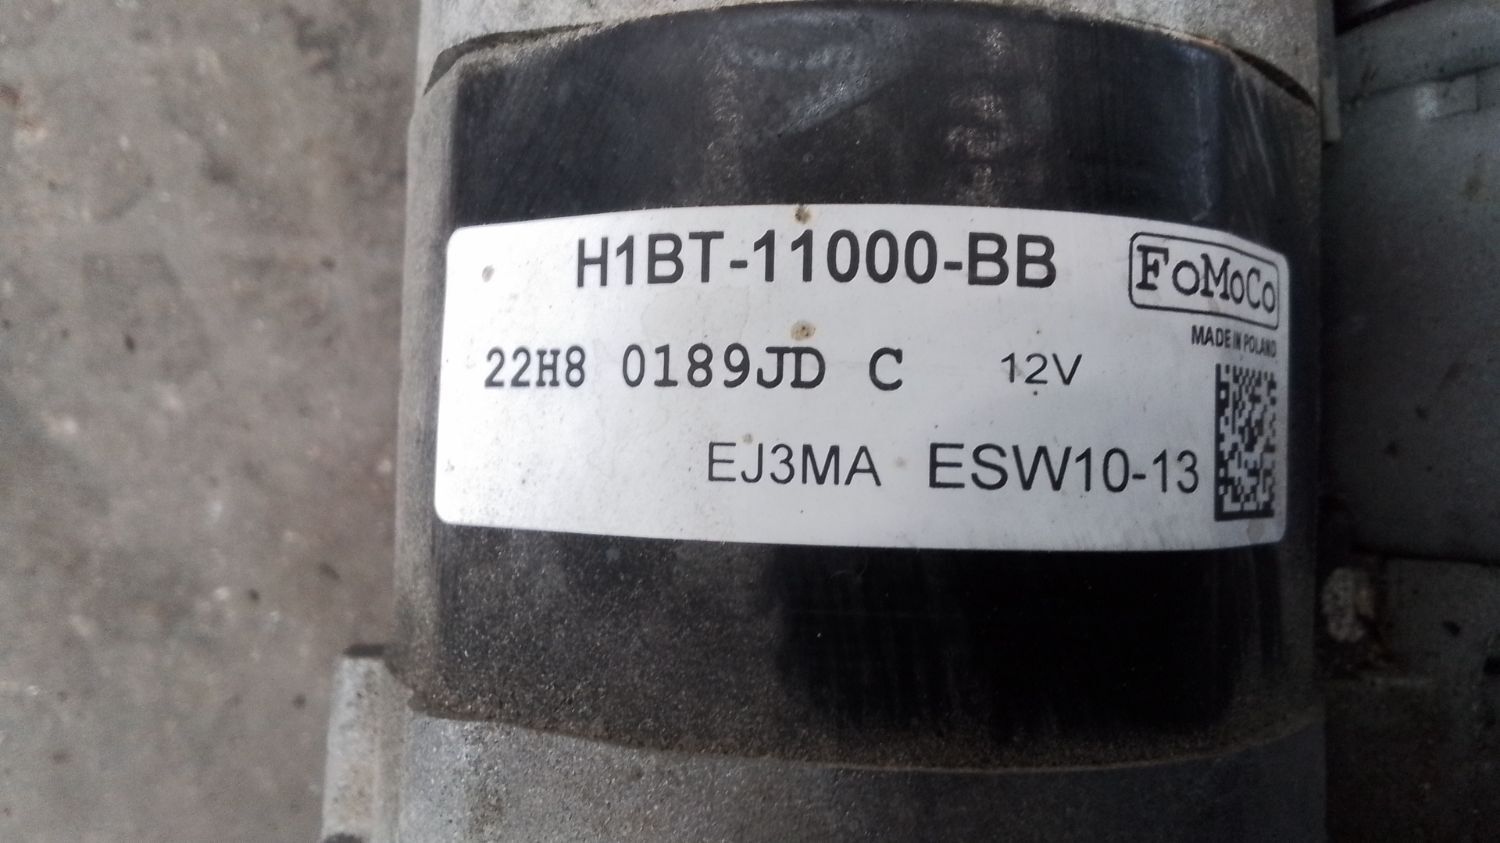 H1BT-11000-BB
FoMoCo
MADE IN POLAND
22H8 0189JD C 12V
EJ3MA ESW10-13